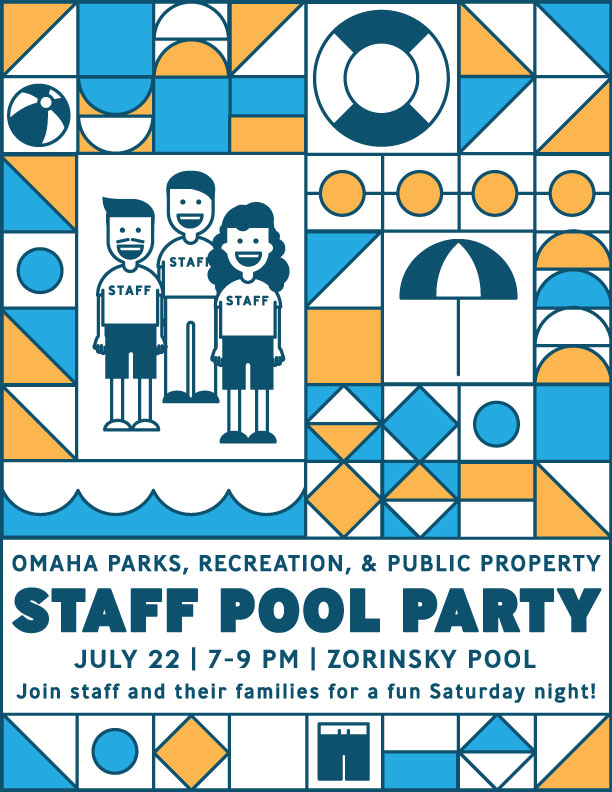 STAFF
STAFF
STAFF
OMAHA PARKS, RECREATION, & PUBLIC PROPERTY
STAFF POOL PARTY
JULY 22 | 7-9 PM | ZORINSKY POOL
Join staff and their families for a fun Saturday night!